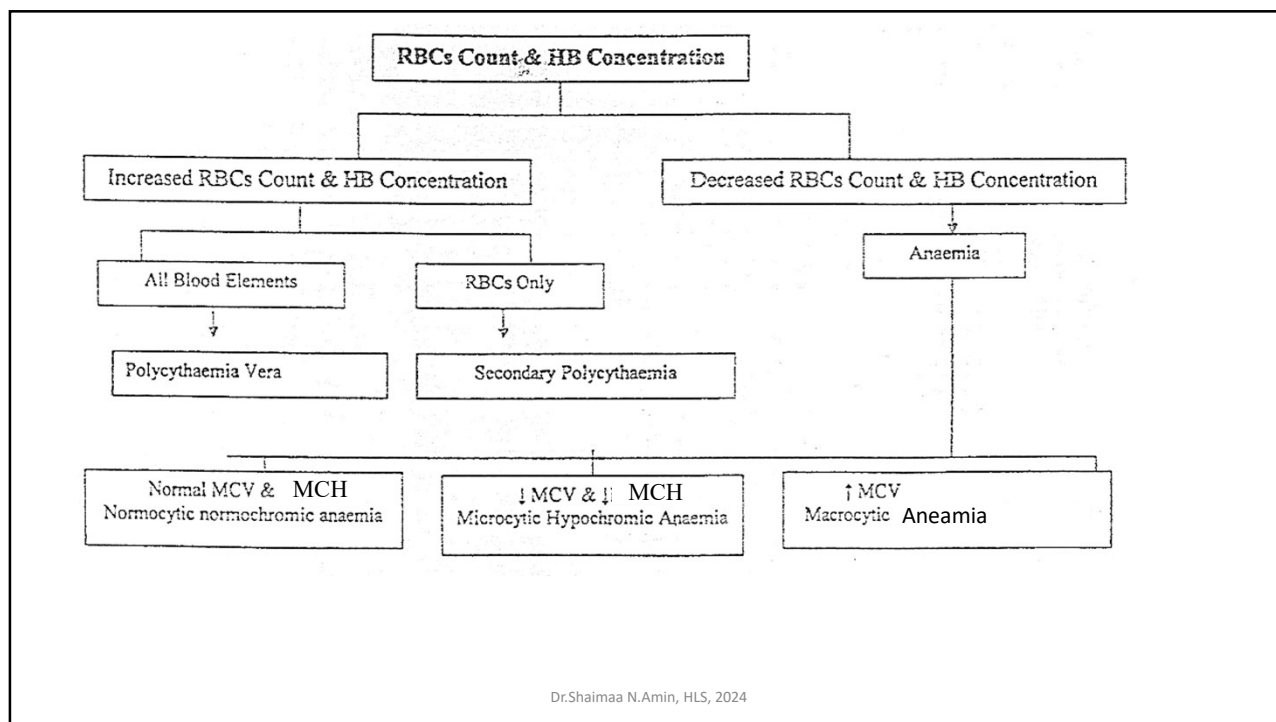 RBCs Count & HB Concentration
Increased RBCs Count & HB Concentration
Decreased RBCs Count & HB Concentration
All Blood Elements
RBCs Only
Anaemia
Polycythaemia Vera
Secondary Polycythaemia
Normal MCV & MCH
Normocytic normochromic anaemia
↓ MCV & ↓ MCH
Microcytic Hypochromic Anaemia
↑ MCV
Macrocytic Aneamia
Dr.Shaimaa N.Amin, HLS, 2024